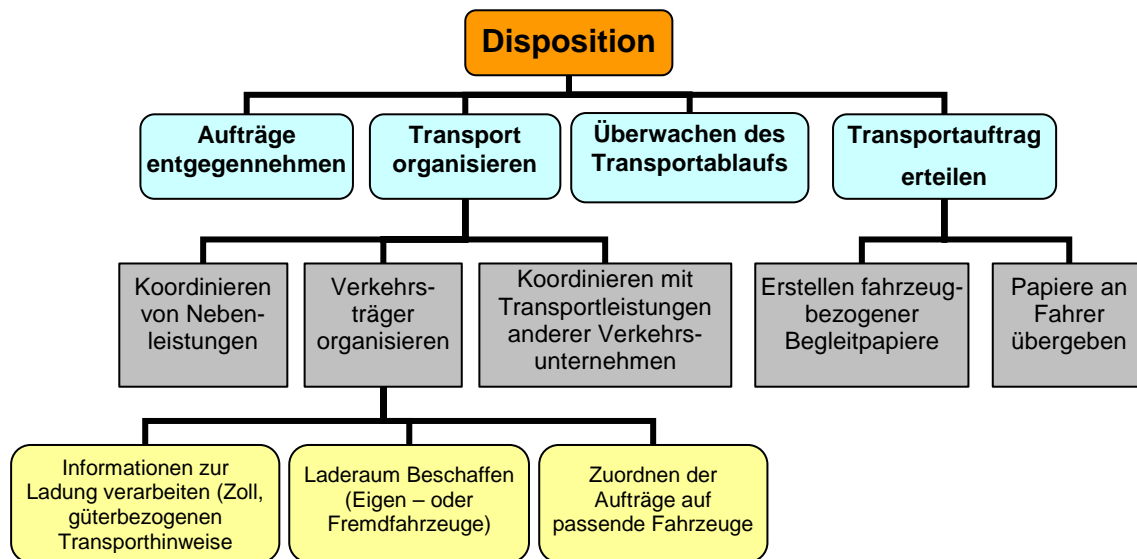 Disposition
Aufträge
entgegennehmen
Transport
organisieren
Überwachen des
Transportablaufs
Transportauftrag
erteilen
Koordinieren
von Neben-
leistungen
Verkehrs-
träger
organisieren
Koordinieren mit
Transportleistungen
anderer Verkehrs-
unternehmen
Erstellen fahrzeug-
bezogener
Begleitpapiere
Papiere an
Fahrer
übergeben
Informationen zur
Ladung verarbeiten (Zoll,
güterbezogenen
Transporthinweise
Laderaum Beschaffen
(Eigen – oder
Fremdfahrzeuge)
Zuordnen der
Aufträge auf
passende Fahrzeuge